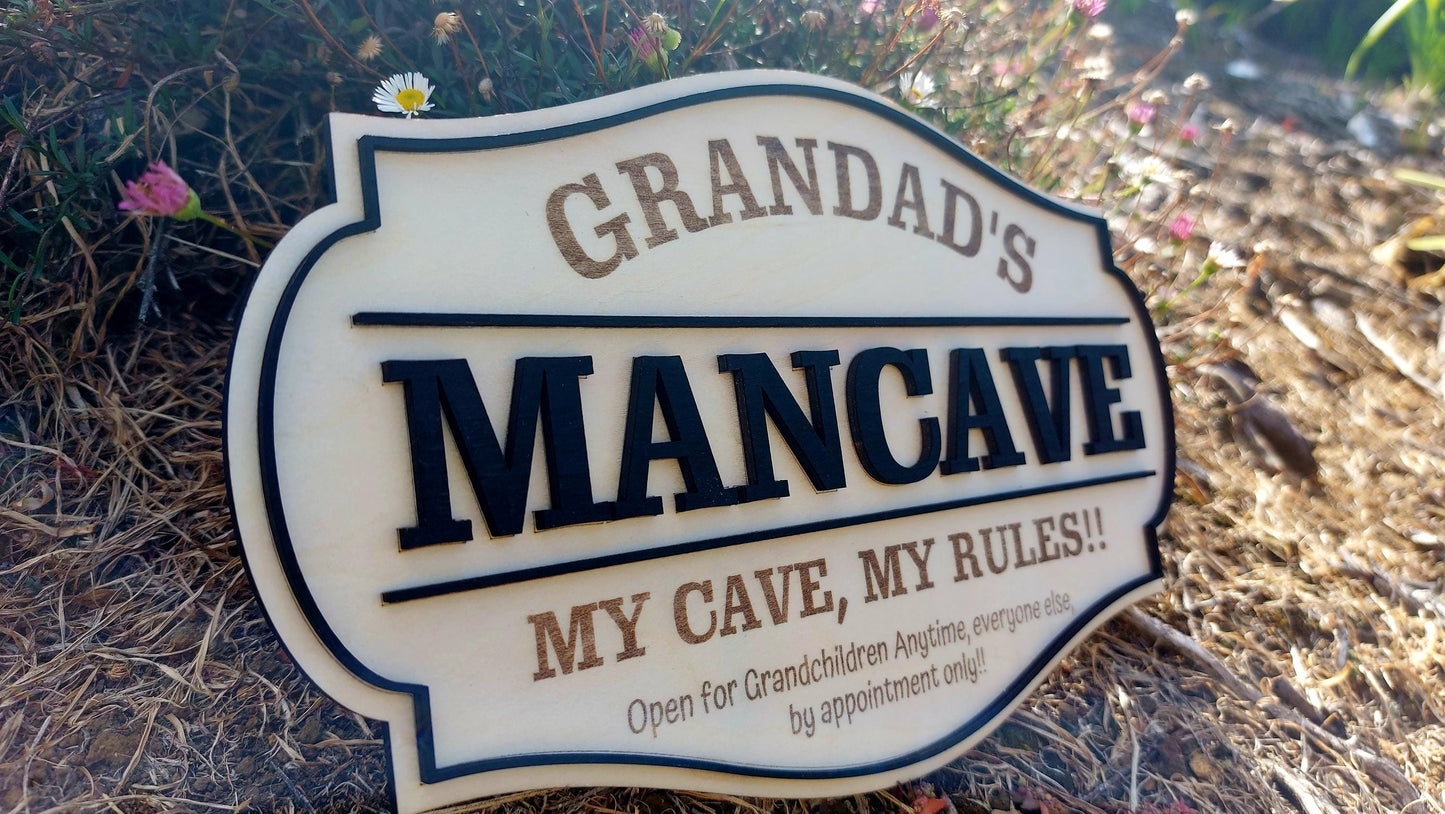 GRANDAD'S
MANCAVE
MY CAVE, MY RULES!!
Open for Grandchildren Anytime, everyone else,
by appointment only!!